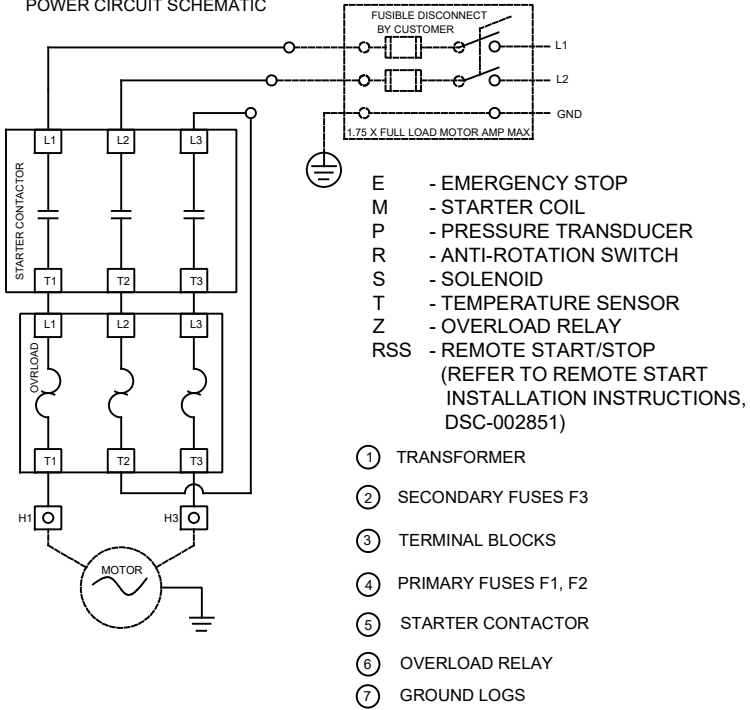 POWER CIRCUIT SCHEMATIC
FUSIBLE DISCONNECT
BY CUSTOMER
L1
L2
GND
1.75 X FULL LOAD MOTOR AMP MAX
L1 L2 L3
STARTER CONTACTOR
T1 T2 T3
L1 L2 L3
OVRLOAD
T1 T2 T3
H1 H3
MOTOR
E - EMERGENCY STOP
M - STARTER COIL
P - PRESSURE TRANSDUCER
R - ANTI-ROTATION SWITCH
S - SOLENOID
T - TEMPERATURE SENSOR
Z - OVERLOAD RELAY
RSS - REMOTE START/STOP
(REFER TO REMOTE START
INSTALLATION INSTRUCTIONS,
DSC-002851)
1 TRANSFORMER
2 SECONDARY FUSES F3
3 TERMINAL BLOCKS
4 PRIMARY FUSES F1, F2
5 STARTER CONTACTOR
6 OVERLOAD RELAY
7 GROUND LOGS